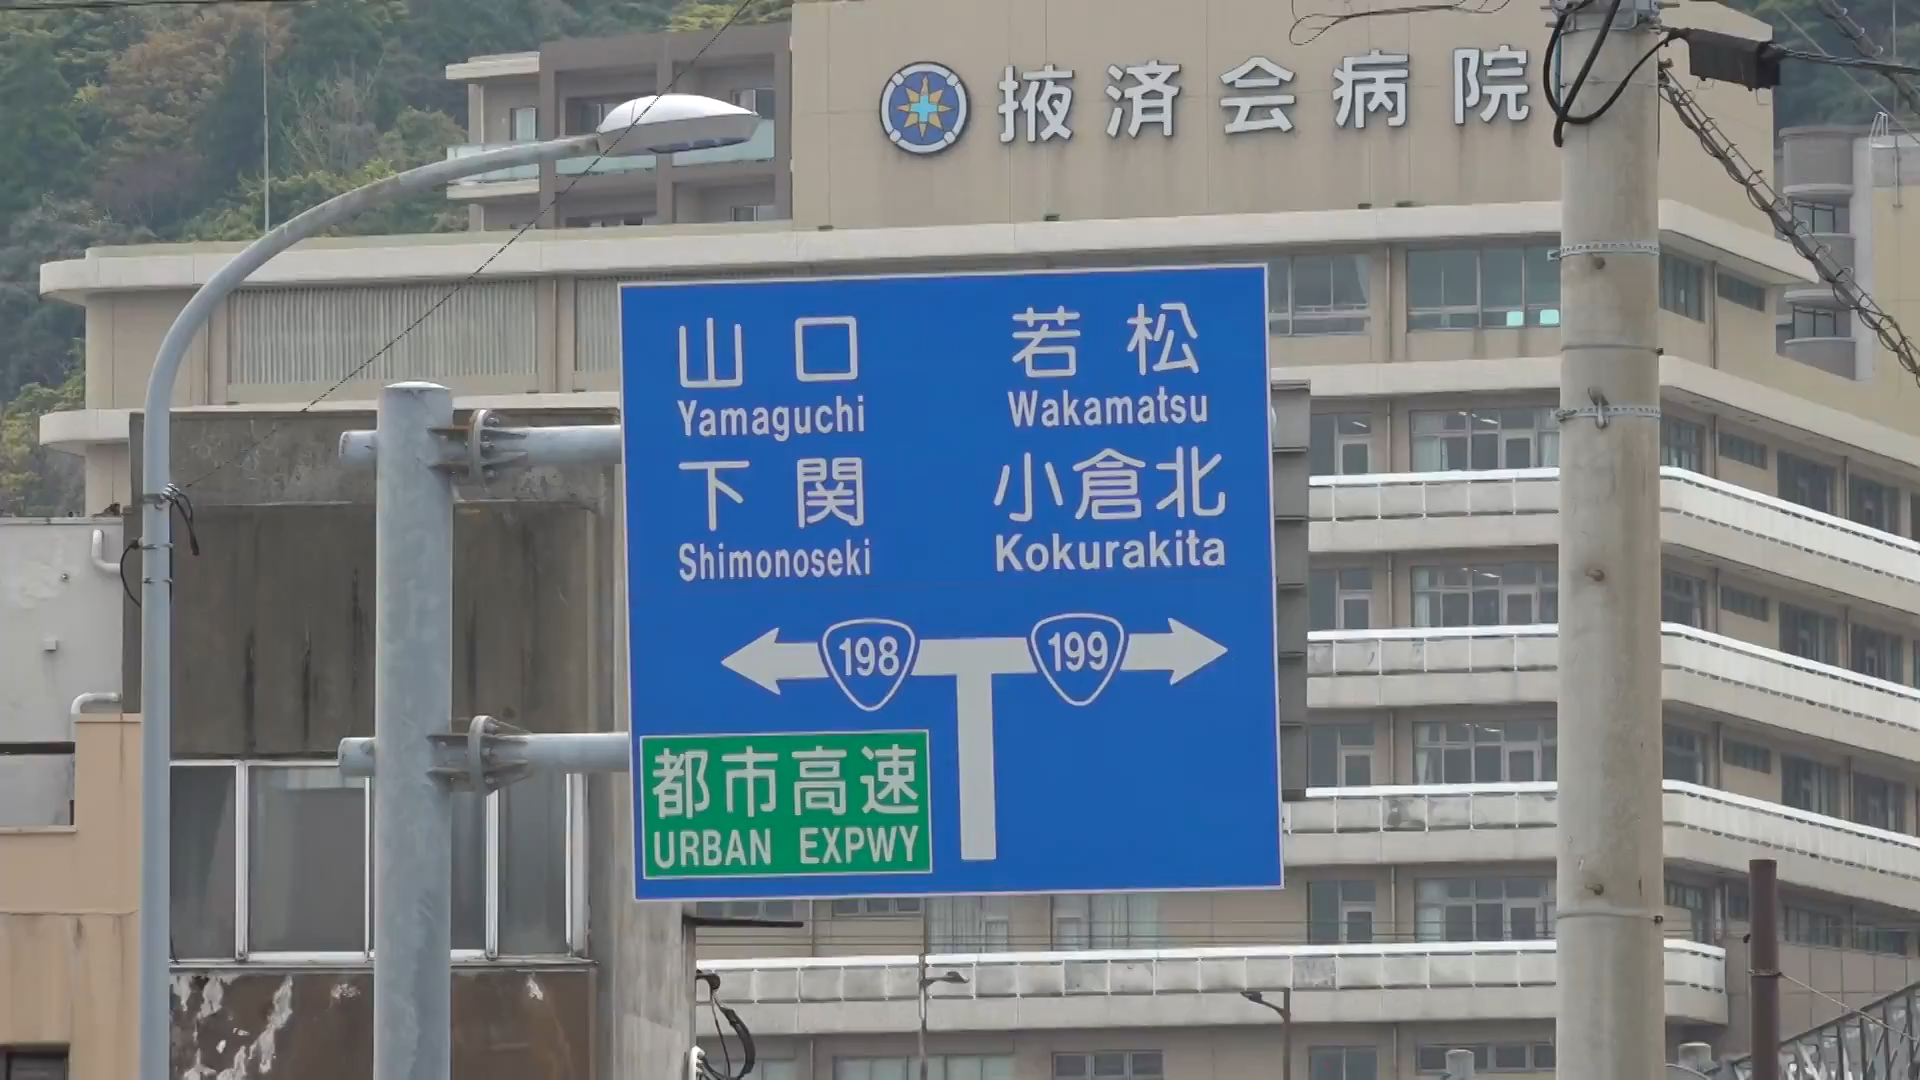 掖済会病院
山口 若松
Yamaguchi Wakamatsu
下関 小倉北
Shimonoseki Kokurakita
198 199
都市高速
URBAN EXPWY